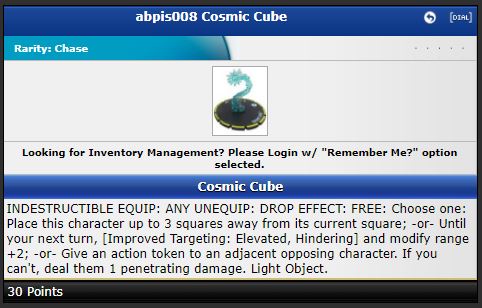 abpis008 Cosmic Cube
[DIAL]
Rarity: Chase
Looking for Inventory Management? Please Login w/ "Remember Me?" option
selected.
Cosmic Cube
INDESTRUCTIBLE EQUIP: ANY UNEQUIP: DROP EFFECT: FREE: Choose one:
Place this character up to 3 squares away from its current square; -or- Until
your next turn, [Improved Targeting: Elevated, Hindering] and modify range
+2; -or- Give an action token to an adjacent opposing character. If you
can't, deal them 1 penetrating damage. Light Object.
30 Points